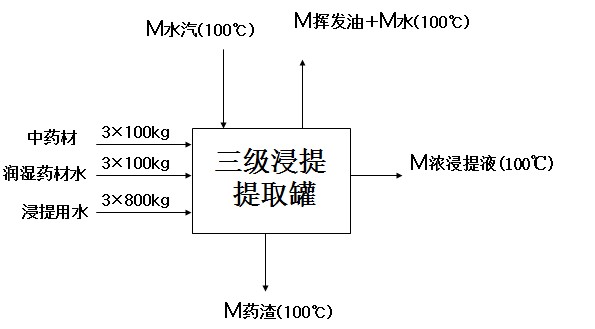 M水汽(100℃)
M挥发油+M水(100℃)
中药材
3×100kg
润湿药材水
3×100kg
浸提用水
3×800kg
三级浸提
提取罐
M浓浸提液(100℃)
M药渣(100℃)